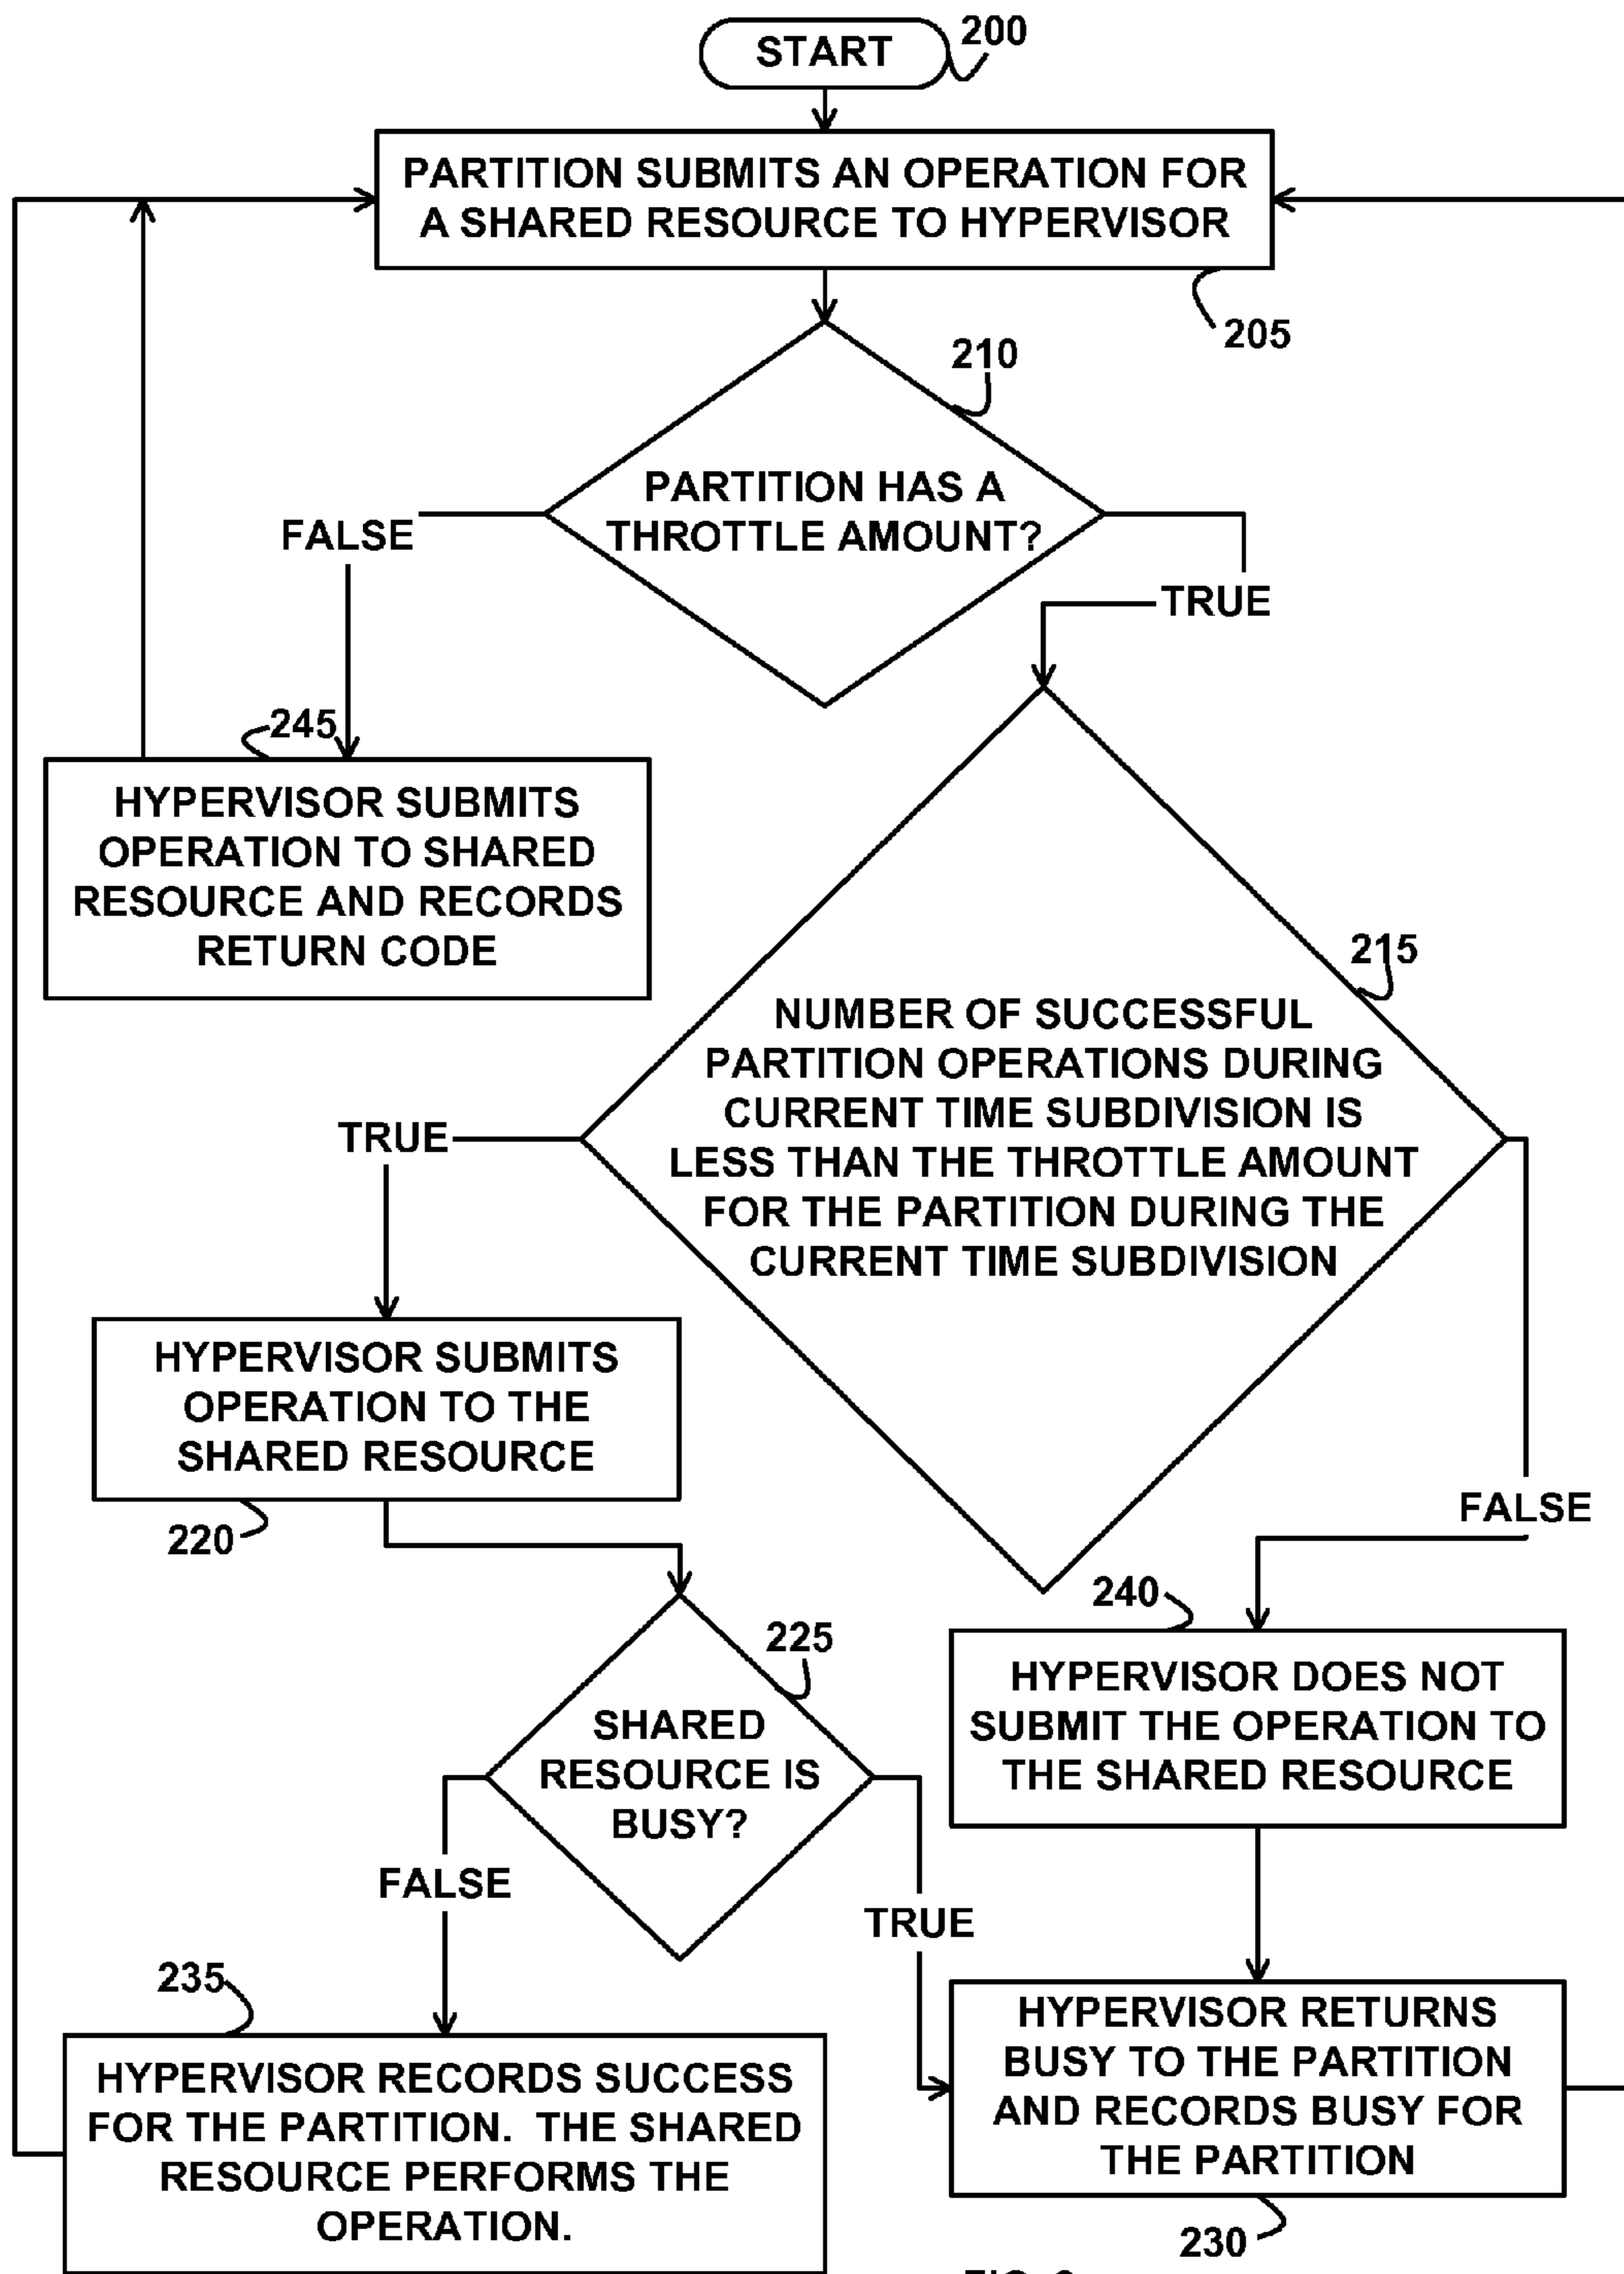 START
200
PARTITION SUBMITS AN OPERATION FOR
A SHARED RESOURCE TO HYPERVISOR
205
210
PARTITION HAS A
THROTTLE AMOUNT?
FALSE
TRUE
245
HYPERVISOR SUBMITS
OPERATION TO SHARED
RESOURCE AND RECORDS
RETURN CODE
215
NUMBER OF SUCCESSFUL
PARTITION OPERATIONS DURING
CURRENT TIME SUBDIVISION IS
LESS THAN THE THROTTLE AMOUNT
FOR THE PARTITION DURING THE
CURRENT TIME SUBDIVISION
TRUE
FALSE
HYPERVISOR SUBMITS
OPERATION TO THE
SHARED RESOURCE
220
225
SHARED
RESOURCE IS
BUSY?
240
HYPERVISOR DOES NOT
SUBMIT THE OPERATION TO
THE SHARED RESOURCE
FALSE
TRUE
235
HYPERVISOR RECORDS SUCCESS
FOR THE PARTITION. THE SHARED
RESOURCE PERFORMS THE
OPERATION.
HYPERVISOR RETURNS
BUSY TO THE PARTITION
AND RECORDS BUSY FOR
THE PARTITION
230